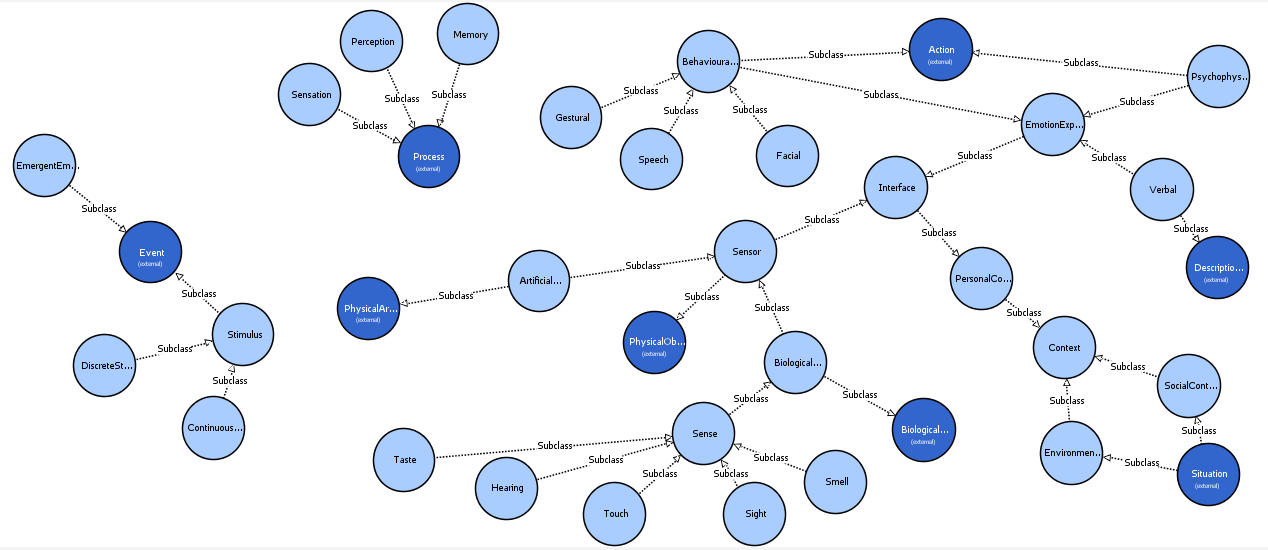 Memory
Perception
Behavioura...
Action
(external)
Subclass
Subclass
Psychophys...
Sensation
Subclass
Subclass
Subclass
Subclass
Subclass
Subclass
Subclass
Gestural
Subclass
Subclass
EmotionExp...
Process
(external)
Speech
Facial
Subclass
Subclass
EmergentEm...
Interface
Verbal
Subclass
Subclass
Subclass
Subclass
Event
(external)
Sensor
Descriptio...
(external)
Subclass
Artificial...
PersonalCo...
Subclass
Subclass
Subclass
PhysicalAr...
(external)
Subclass
Subclass
Stimulus
PhysicalOb...
(external)
Context
Subclass
DiscreteSt...
Biological...
Subclass
Subclass
SocialCont...
Subclass
Subclass
Subclass
Continuous...
Sense
Biological...
(external)
Subclass
Subclass
Environmen...
Taste
Subclass
Subclass
Subclass
Situation
(external)
Hearing
Subclass
Subclass
Smell
Touch
Sight